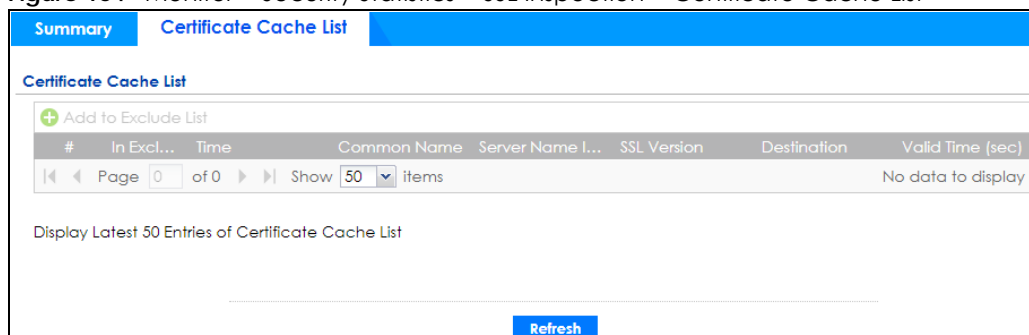 Summary Certificate Cache List
Certificate Cache List
Add to Exclude List
# In Excl... Time Common Name Server Name I... SSL Version Destination Valid Time (sec)
Page 0 of 0 Show 50 items No data to display
Display Latest 50 Entries of Certificate Cache List
Refresh